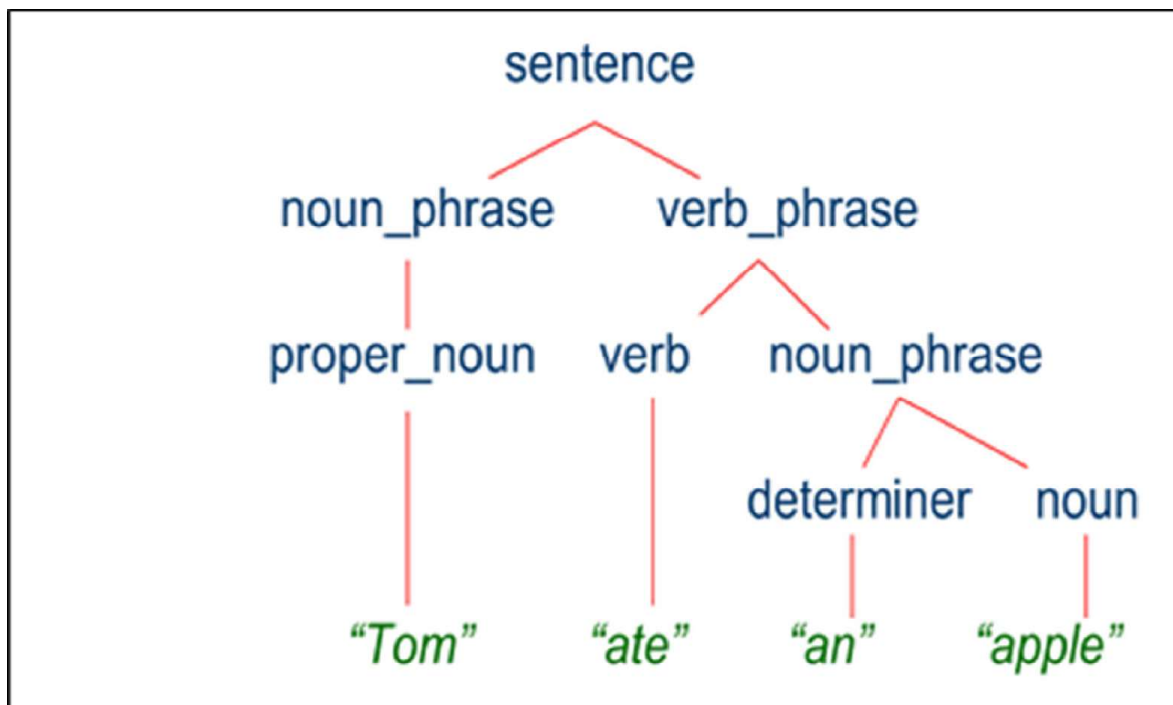 sentence
noun_phrase verb_phrase
proper_noun verb noun_phrase
determiner noun
“Tom” “ate” “an” “apple”